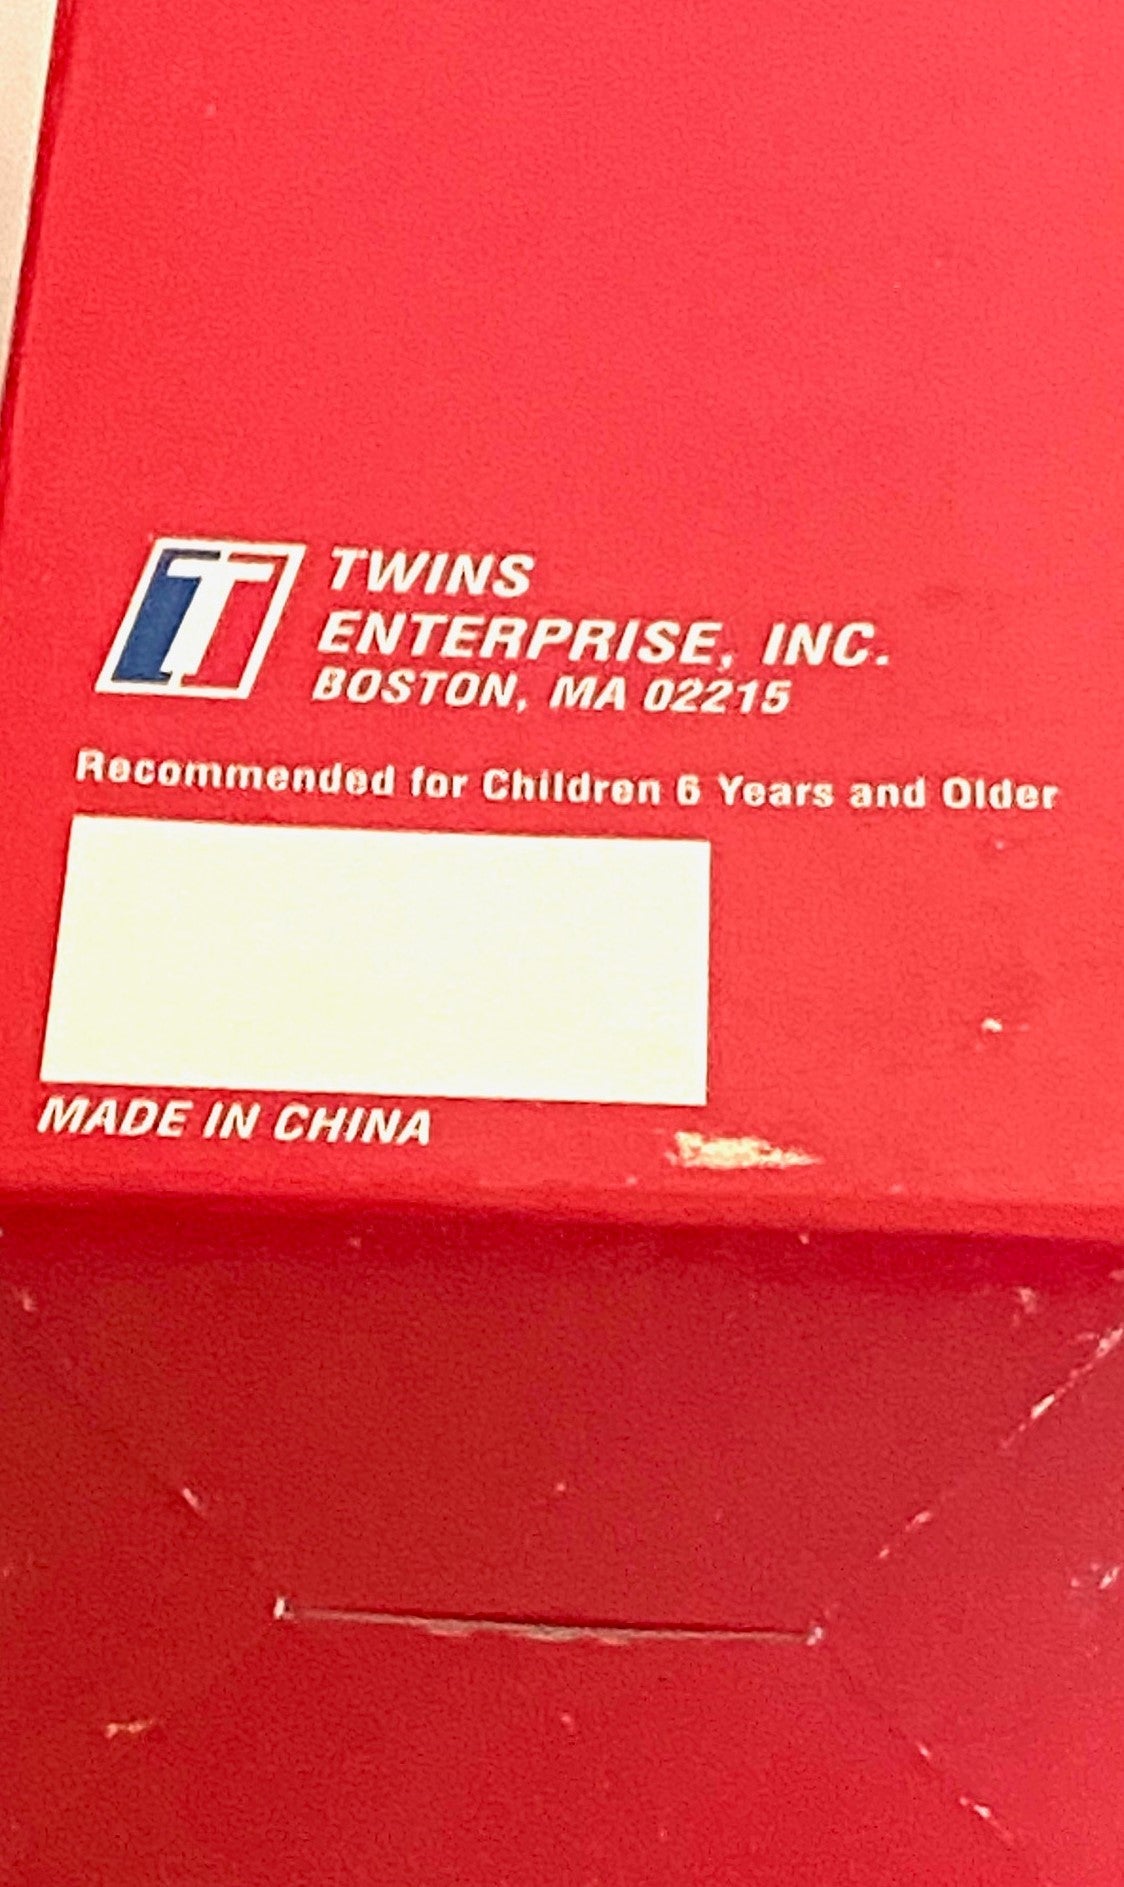 T
TWINS
ENTERPRISE, INC.
BOSTON, MA 02215
Recommended for Children 6 Years and Older
MADE IN CHINA